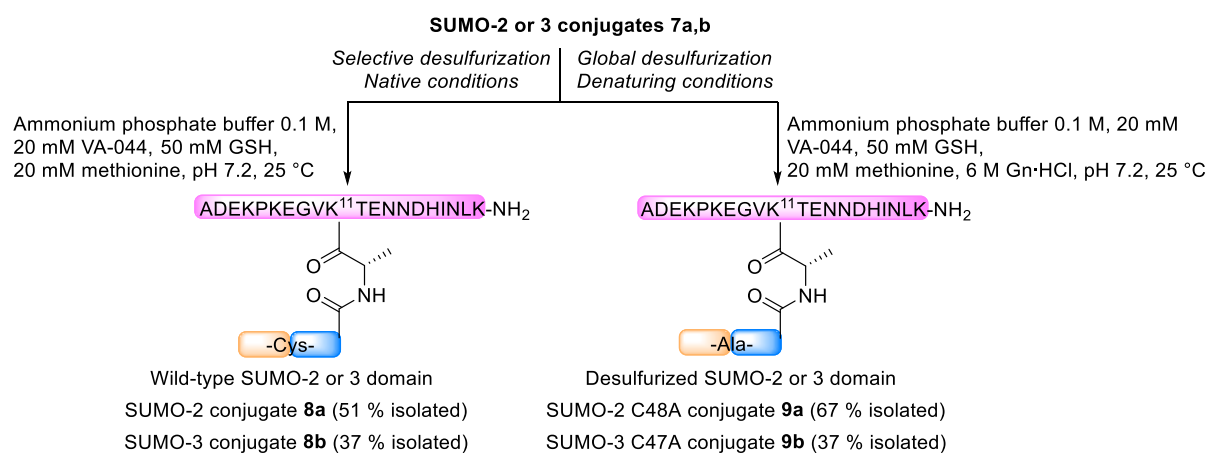 SUMO-2 or 3 conjugates 7a,b
Selective desulfurization
Native conditions
Global desulfurization
Denaturing conditions
Ammonium phosphate buffer 0.1 M,
20 mM VA-044, 50 mM GSH,
20 mM methionine, pH 7.2, 25 °C
Ammonium phosphate buffer 0.1 M, 20 mM
VA-044, 50 mM GSH,
20 mM methionine, 6 M Gn·HCl, pH 7.2, 25 °C
ADEKPKEGVK¹¹TENNDHINLK-NH₂
O
O
NH
-Cys-
Wild-type SUMO-2 or 3 domain
SUMO-2 conjugate 8a (51 % isolated)
SUMO-3 conjugate 8b (37 % isolated)
ADEKPKEGVK¹¹TENNDHINLK-NH₂
O
O
NH
-Ala-
Desulfurized SUMO-2 or 3 domain
SUMO-2 C48A conjugate 9a (67 % isolated)
SUMO-3 C47A conjugate 9b (37 % isolated)